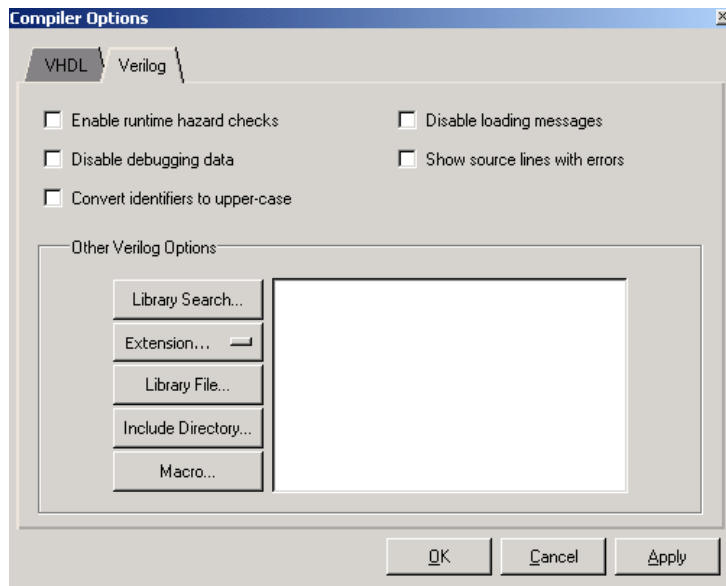 Compiler Options
VHDL Verilog
Enable runtime hazard checks Disable loading messages
Disable debugging data Show source lines with errors
Convert identifiers to upper-case
Other Verilog Options
Library Search...
Extension...
Library File...
Include Directory...
Macro...
OK Cancel Apply